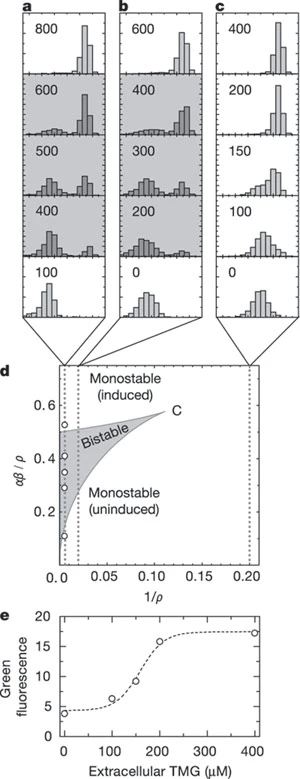 a
b
c
800
600
400
600
400
200
500
300
150
400
200
100
100
0
0
d
Monostable
(induced)
C
Bistable
Monostable
(uninduced)
αβ / ρ
0.6
0.4
0.2
0.0
0.05
0.10
0.15
0.20
1/ρ
e
Green
fluorescence
20
15
10
5
0
0
100
200
300
400
Extracellular TMG (μM)